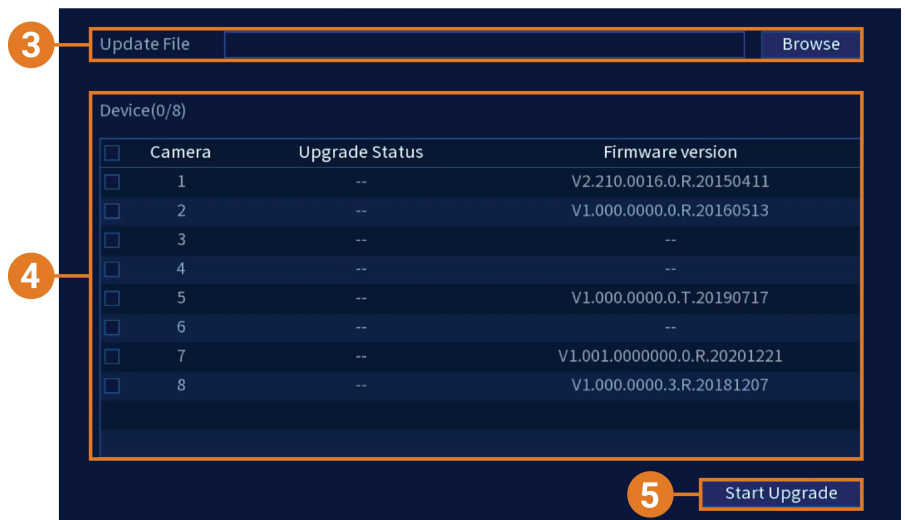 3 Update File Browse
Device(0/8)
Camera Upgrade Status Firmware version
1 -- V2.210.0016.0.R.20150411
2 -- V1.000.0000.0.R.20160513
3 -- --
4 -- --
5 -- V1.000.0000.0.T.20190717
6 -- --
4
7 -- V1.001.0000000.0.R.20201221
8 -- V1.000.0000.3.R.20181207
5 Start Upgrade